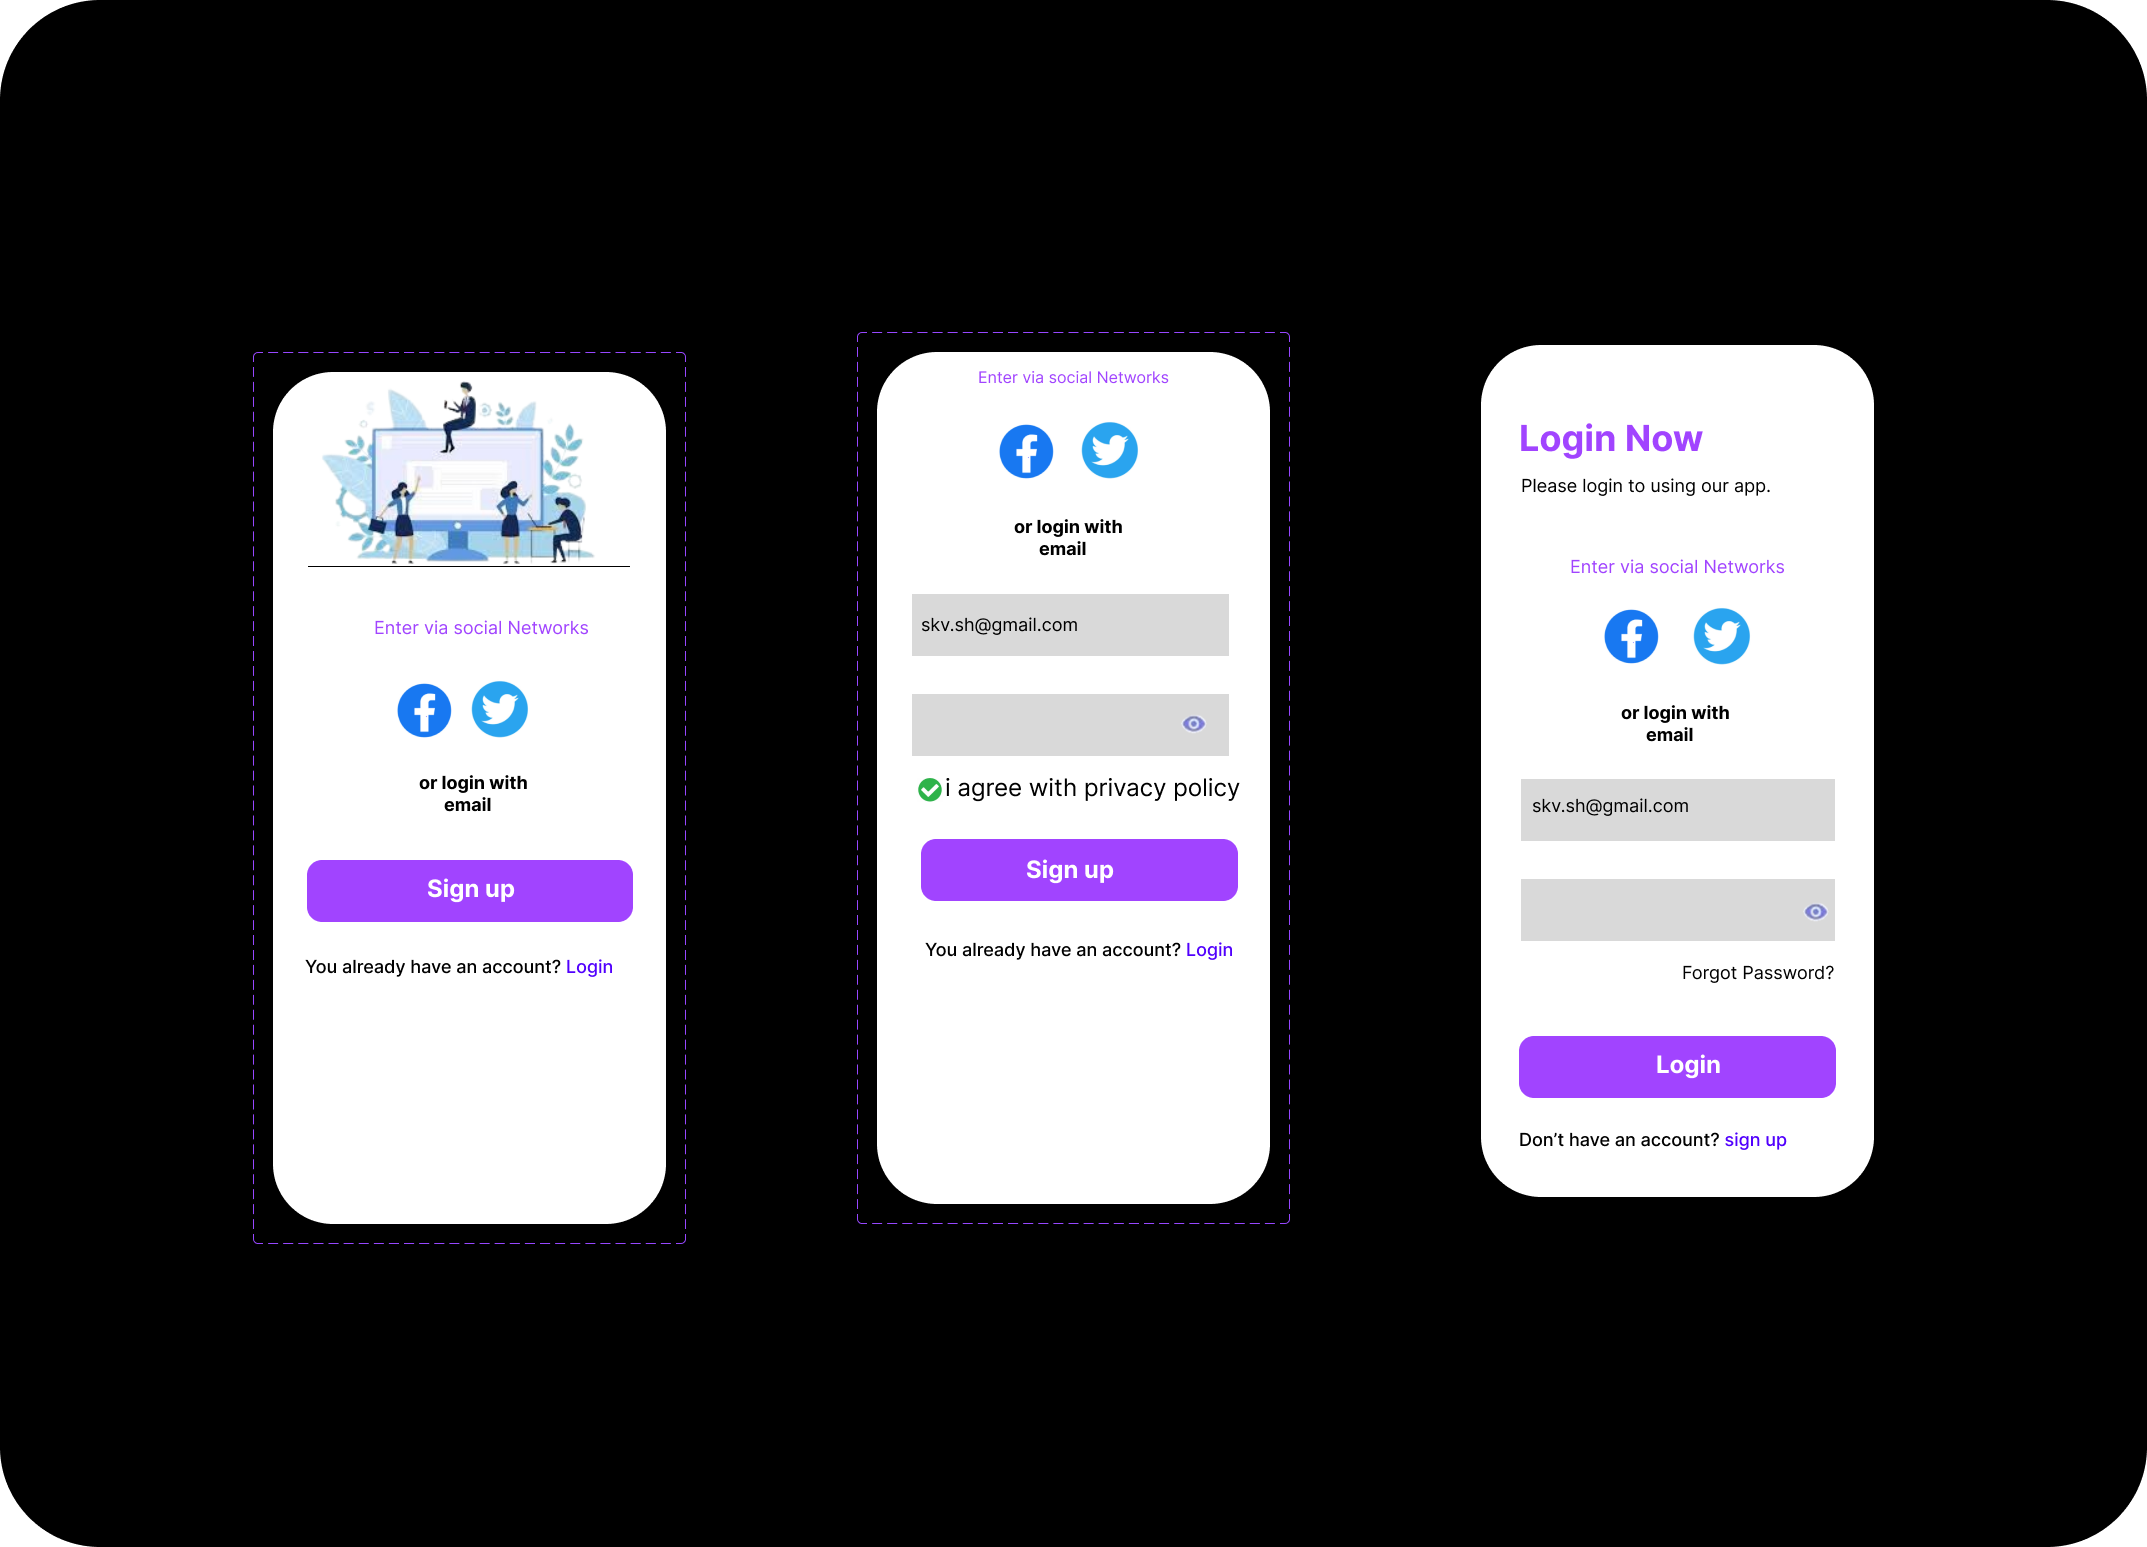 Enter via social Networks
or login with
email
Sign up
You already have an account? Login
Enter via social Networks
or login with
email
skv.sh@gmail.com
i agree with privacy policy
Sign up
You already have an account? Login
Login Now
Please login to using our app.
Enter via social Networks
or login with
email
skv.sh@gmail.com
Forgot Password?
Login
Don’t have an account? sign up